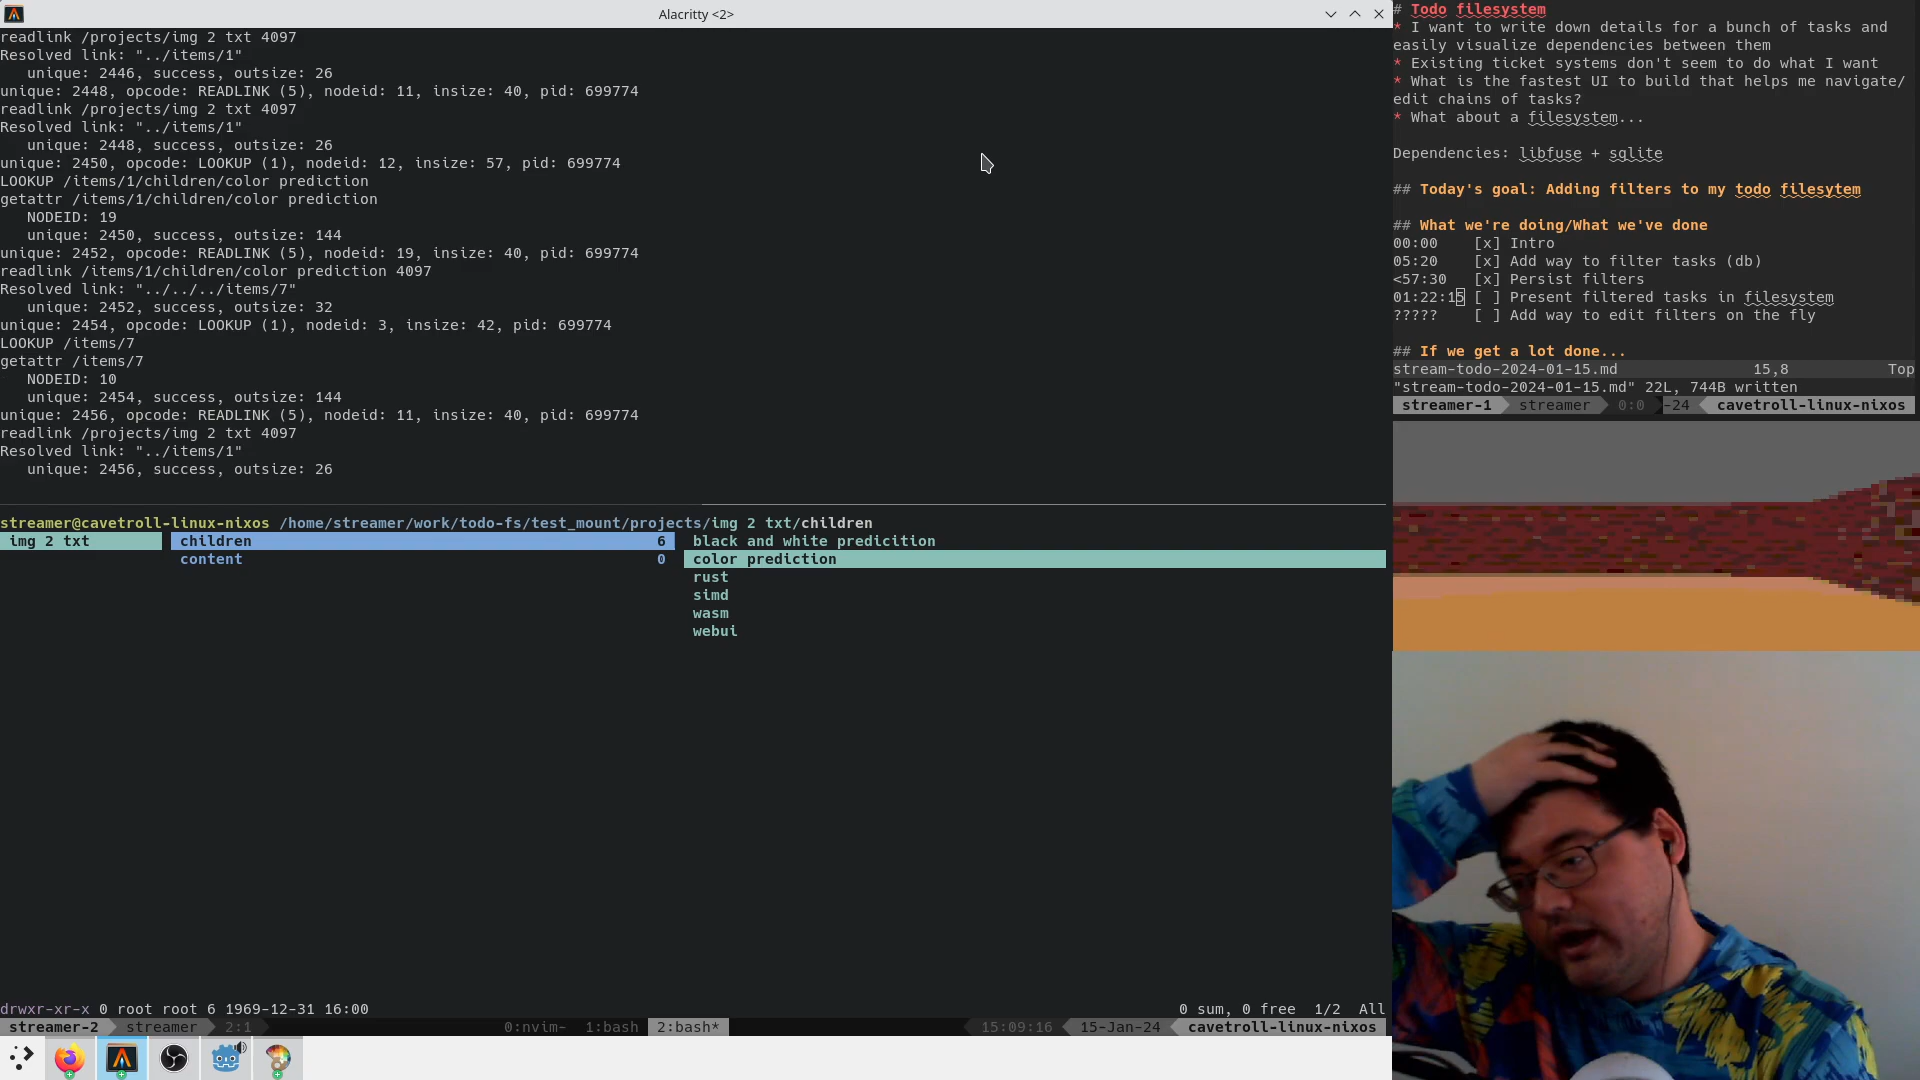 Alacritty <2>
readlink /projects/img 2 txt 4097
Resolved link: "../items/1"
unique: 2446, success, outsize: 26
unique: 2448, opcode: READLINK (5), nodeid: 11, insize: 40, pid: 699774
readlink /projects/img 2 txt 4097
Resolved link: "../items/1"
unique: 2448, success, outsize: 26
unique: 2450, opcode: LOOKUP (1), nodeid: 12, insize: 57, pid: 699774
LOOKUP /items/1/children/color prediction
getattr /items/1/children/color prediction
NODEID: 19
unique: 2450, success, outsize: 144
unique: 2452, opcode: READLINK (5), nodeid: 19, insize: 40, pid: 699774
readlink /items/1/children/color prediction 4097
Resolved link: "../../../items/7"
unique: 2452, success, outsize: 32
unique: 2454, opcode: LOOKUP (1), nodeid: 3, insize: 42, pid: 699774
LOOKUP /items/7
getattr /items/7
NODEID: 10
unique: 2454, success, outsize: 144
unique: 2456, opcode: READLINK (5), nodeid: 11, insize: 40, pid: 699774
readlink /projects/img 2 txt 4097
Resolved link: "../items/1"
unique: 2456, success, outsize: 26
streamer@cavetroll-linux-nixos /home/streamer/work/todo-fs/test_mount/projects/img 2 txt/children
img 2 txt children 6 black and white predicition
content 0 color prediction
rust
simd
wasm
webui
drwxr-xr-x 0 root root 6 1969-12-31 16:00 0 sum, 0 free 1/2 All
streamer-2 streamer 2:1 0:nvim- 1:bash 2:bash* 15:09:16 15-Jan-24 cavetroll-linux-nixos
# Todo filesystem
* I want to write down details for a bunch of tasks and
easily visualize dependencies between them
* Existing ticket systems don't seem to do what I want
* What is the fastest UI to build that helps me navigate/
edit chains of tasks?
* What about a filesystem...
Dependencies: libfuse + sqlite
## Today's goal: Adding filters to my todo filesytem
## What we're doing/What we've done
00:00 [x] Intro
05:20 [x] Add way to filter tasks (db)
<57:30 [x] Persist filters
01:22:15 [ ] Present filtered tasks in filesystem
????? [ ] Add way to edit filters on the fly
## If we get a lot done...
stream-todo-2024-01-15.md 15,8 Top
"stream-todo-2024-01-15.md" 22L, 744B written
streamer-1 streamer 0:0 -24 cavetroll-linux-nixos